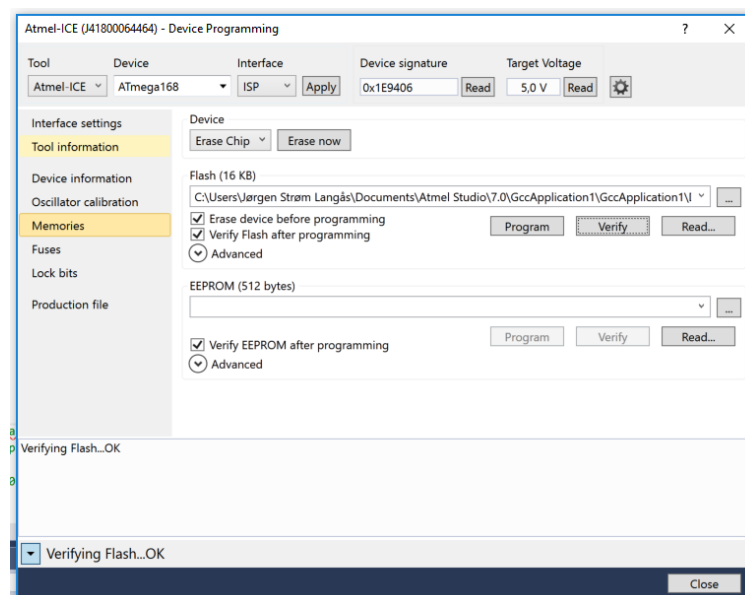 Atmel-ICE (J41800064464) - Device Programming
Tool Device Interface Device signature Target Voltage
Atmel-ICE ATmega168 ISP Apply 0x1E9406 Read 5,0 V Read
Interface settings
Tool information
Device information
Oscillator calibration
Memories
Fuses
Lock bits
Production file
Device
Erase Chip Erase now
Flash (16 KB)
C:\Users\Jørgen Strøm Langås\Documents\Atmel Studio\7.0\GccApplication1\GccApplication1\
...
Erase device before programming
Verify Flash after programming
Program Verify Read...
Advanced
EEPROM (512 bytes)
...
Verify EEPROM after programming
Program Verify Read...
Advanced
Verifying Flash...OK
Verifying Flash...OK
Close